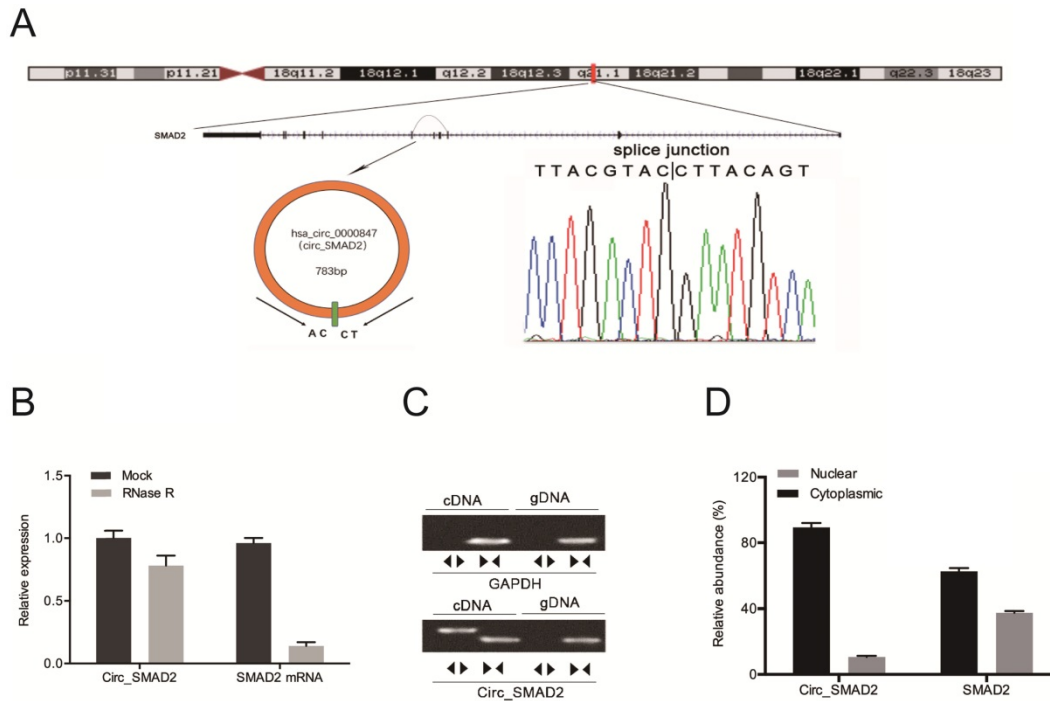 A
p11.31
p11.21
18q11.2
18q12.1
q12.2
18q12.3
q21.1
18q21.2
18q22.1
q22.3
18q23
SMAD2
splice junction
TTACGTAC|CTTACAGT
hsa_circ_0000847
(circ_SMAD2)
783bp
AC CT
B
Mock
RNase R
Relative expression
1.5
1.0
0.5
0.0
Circ_SMAD2 SMAD2 mRNA
C
cDNA gDNA
GAPDH
cDNA gDNA
Circ_SMAD2
D
Nuclear
Cytoplasmic
Relative abundance (%)
120
80
40
0
Circ_SMAD2 SMAD2